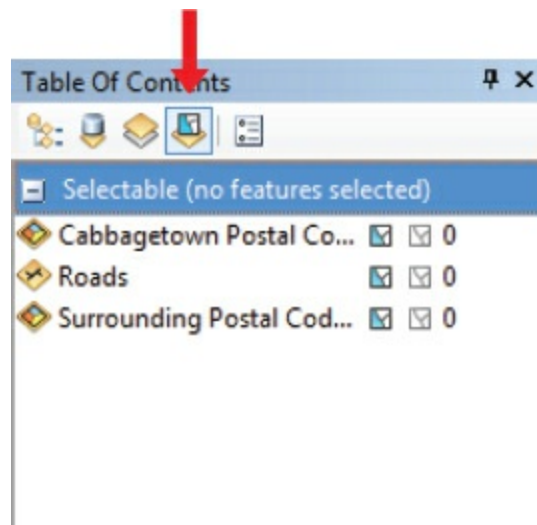 Table Of Contents
Selectable (no features selected)
Cabbagetown Postal Co... 0
Roads 0
Surrounding Postal Cod... 0